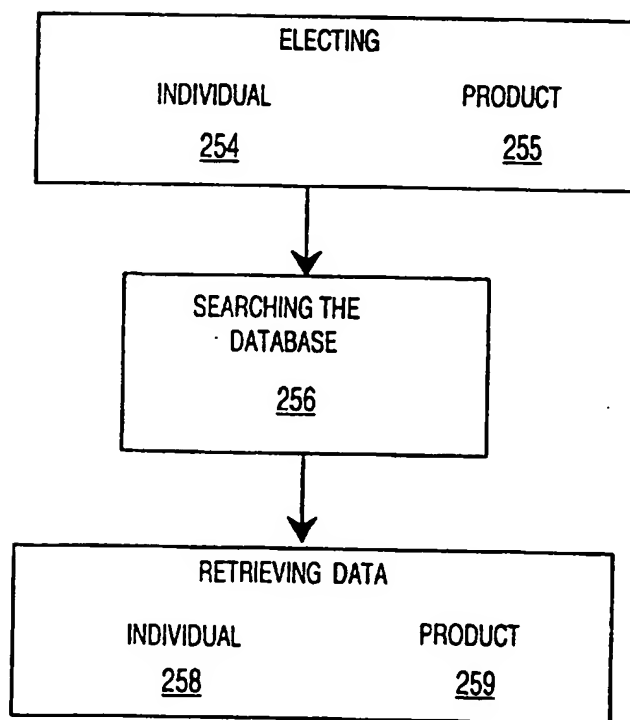 ELECTING
INDIVIDUAL PRODUCT
254 255
SEARCHING THE
DATABASE
256
RETRIEVING DATA
INDIVIDUAL PRODUCT
258 259